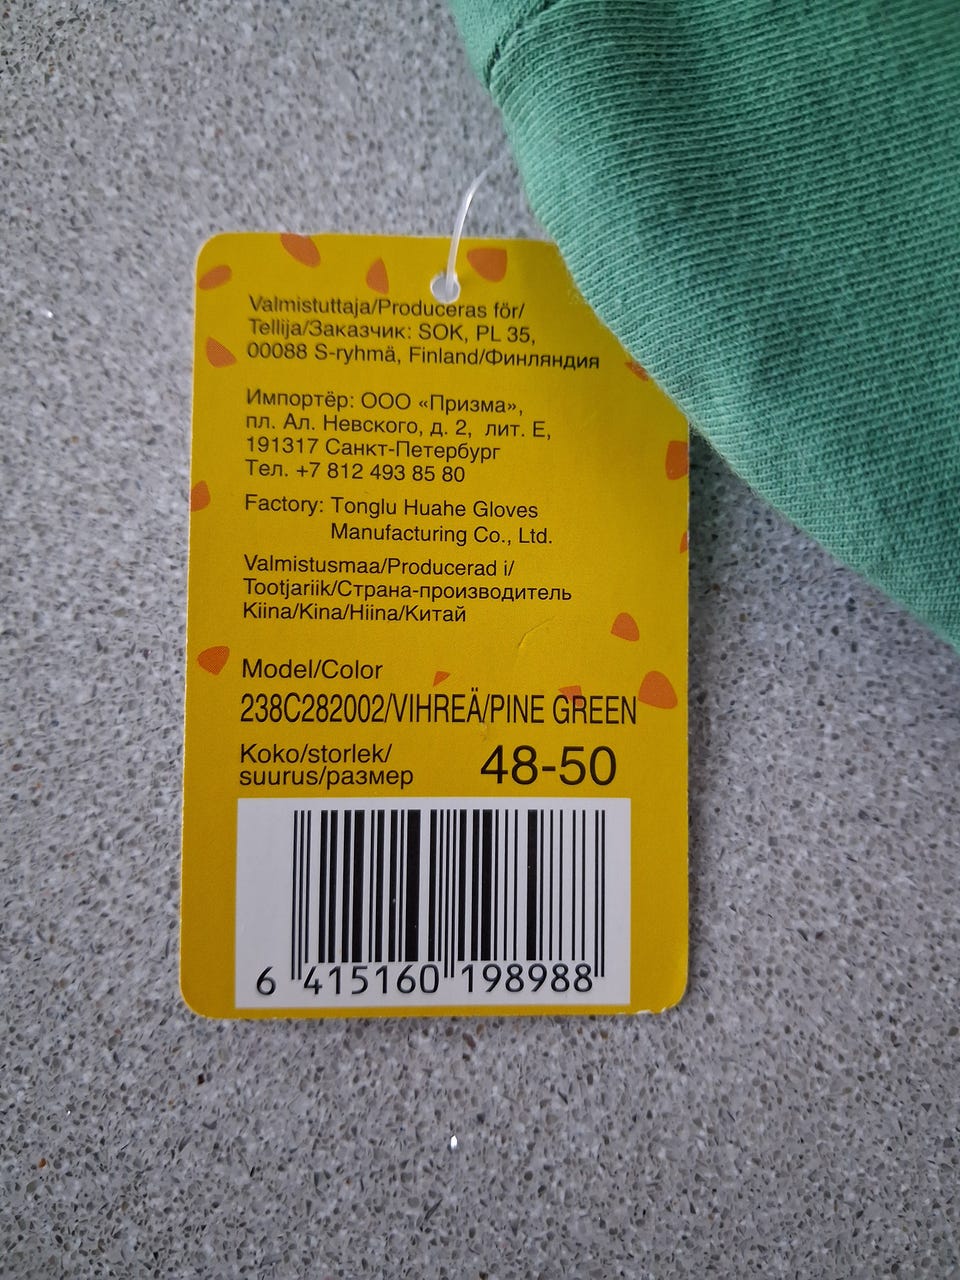 Valmistuttaja/Produceras för/
Tellija/Заказчик: SOK, PL 35,
00088 S-ryhmä, Finland/Финляндия
Импортёр: ООО «Призма»,
пл. Ал. Невского, д. 2, лит. Е,
191317 Санкт-Петербург
Тел. +7 812 493 85 80
Factory: Tonglu Huahe Gloves
Manufacturing Co., Ltd.
Valmistusmaa/Producerad i/
Tootjariik/Страна-производитель
Kiina/Kina/Hiina/Китай
Model/Color
238C282002/VIHREÄ/PINE GREEN
Koko/storlek/
suurus/размер 48-50
6 415160 198988